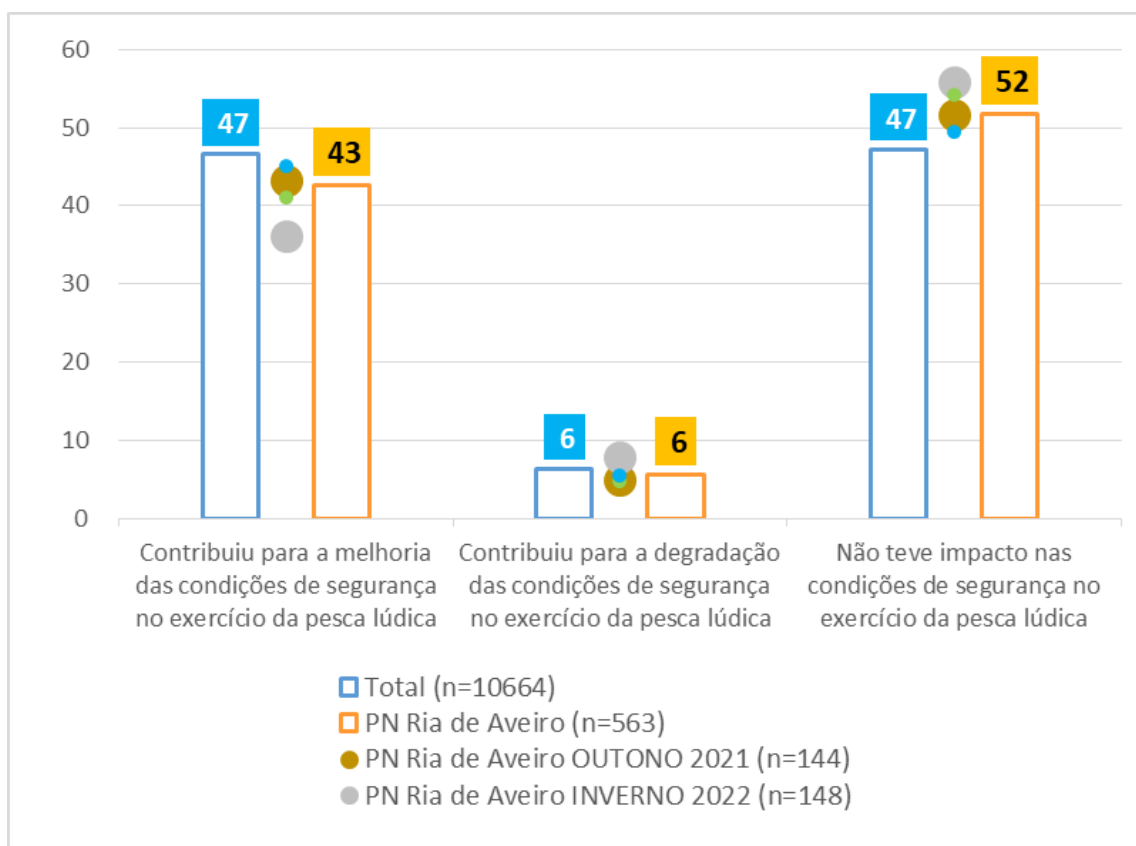 60
50
40
30
20
10
0
47
43
6
6
47
52
Contribuiu para a melhoria
das condições de segurança
no exercício da pesca lúdica
Contribuiu para a degradação
das condições de segurança
no exercício da pesca lúdica
Não teve impacto nas
condições de segurança no
exercício da pesca lúdica
Total (n=10664)
PN Ria de Aveiro (n=563)
PN Ria de Aveiro OUTONO 2021 (n=144)
PN Ria de Aveiro INVERNO 2022 (n=148)